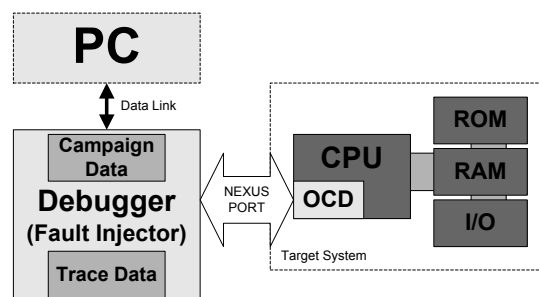 PC
Data Link
Campaign
Data
Debugger
(Fault Injector)
Trace Data
NEXUS
PORT
CPU
OCD
ROM
RAM
I/O
Target System